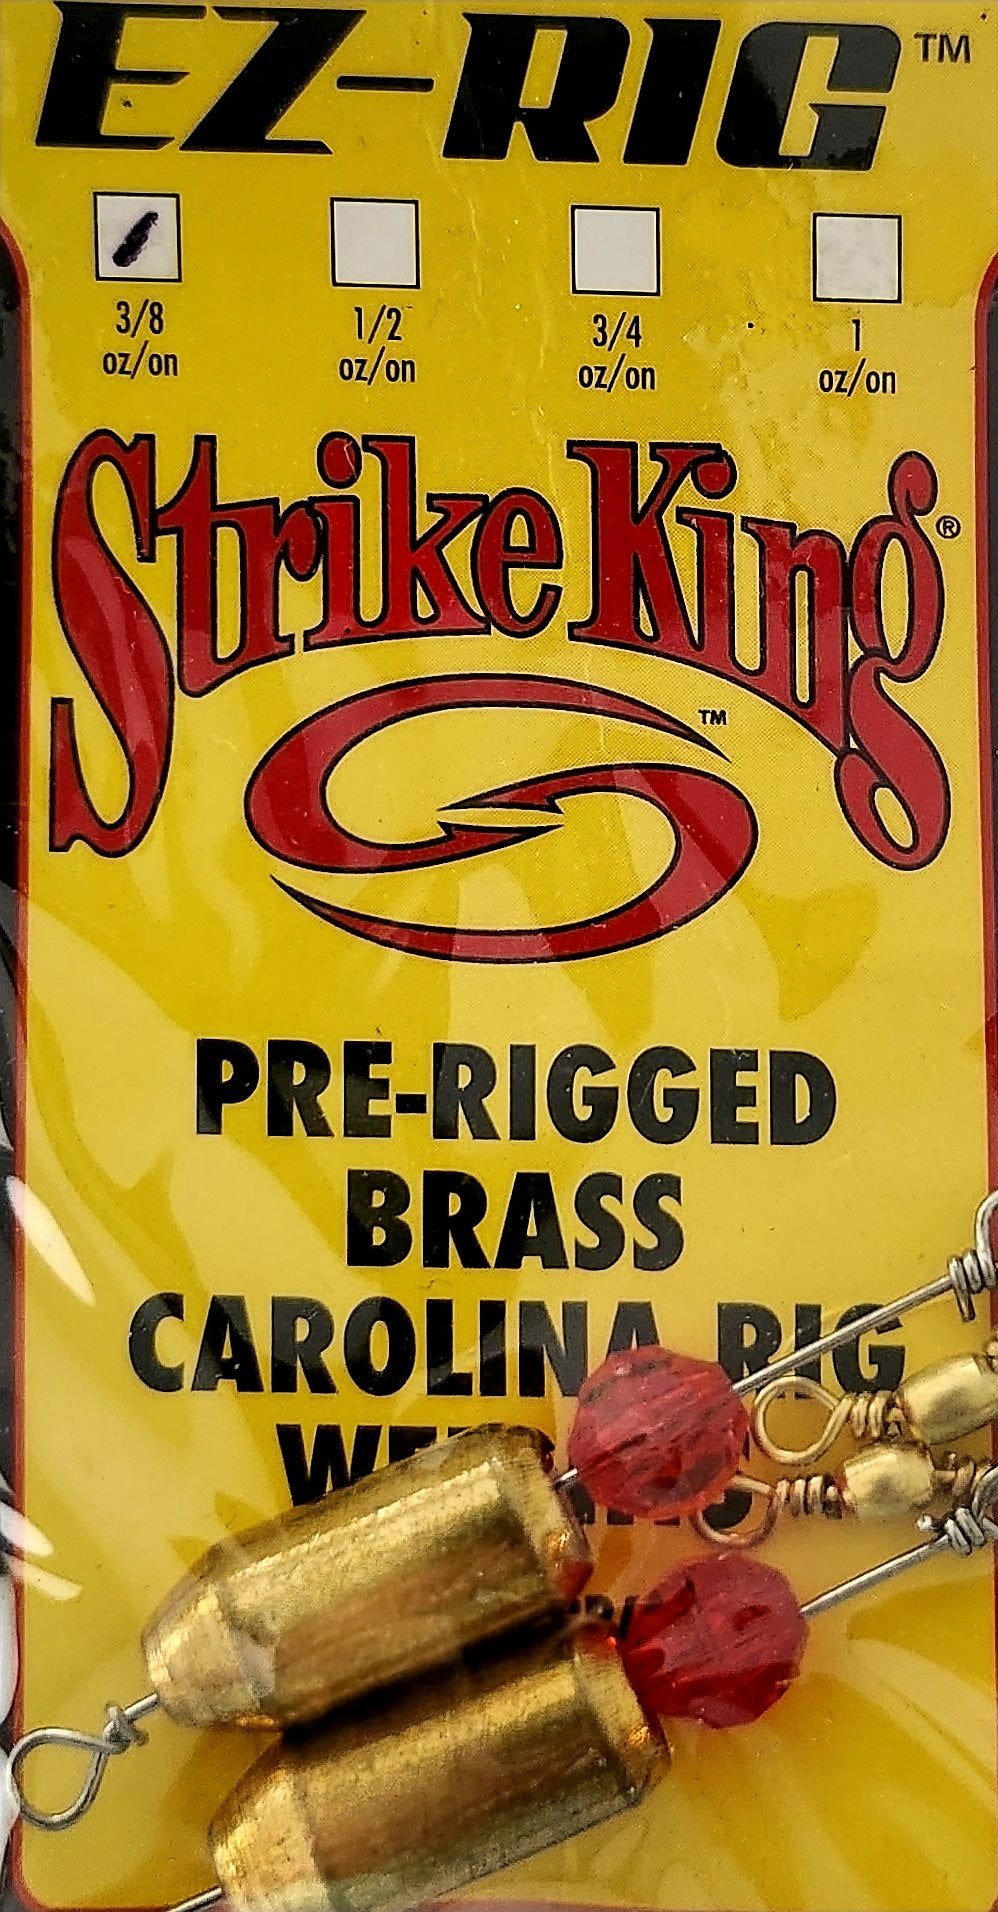 EZ-RIG™
3/8 1/2 3/4 1
oz/on oz/on oz/on oz/on
Strike King®
™
PRE-RIGGED
BRASS
CAROLINA RIG